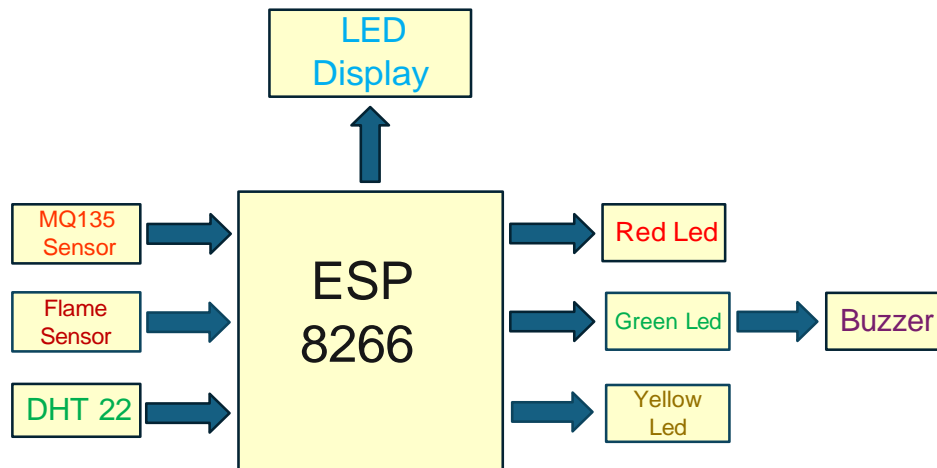 LED
Display
MQ135
Sensor
Flame
Sensor
DHT 22
ESP
8266
Red Led
Green Led
Buzzer
Yellow
Led